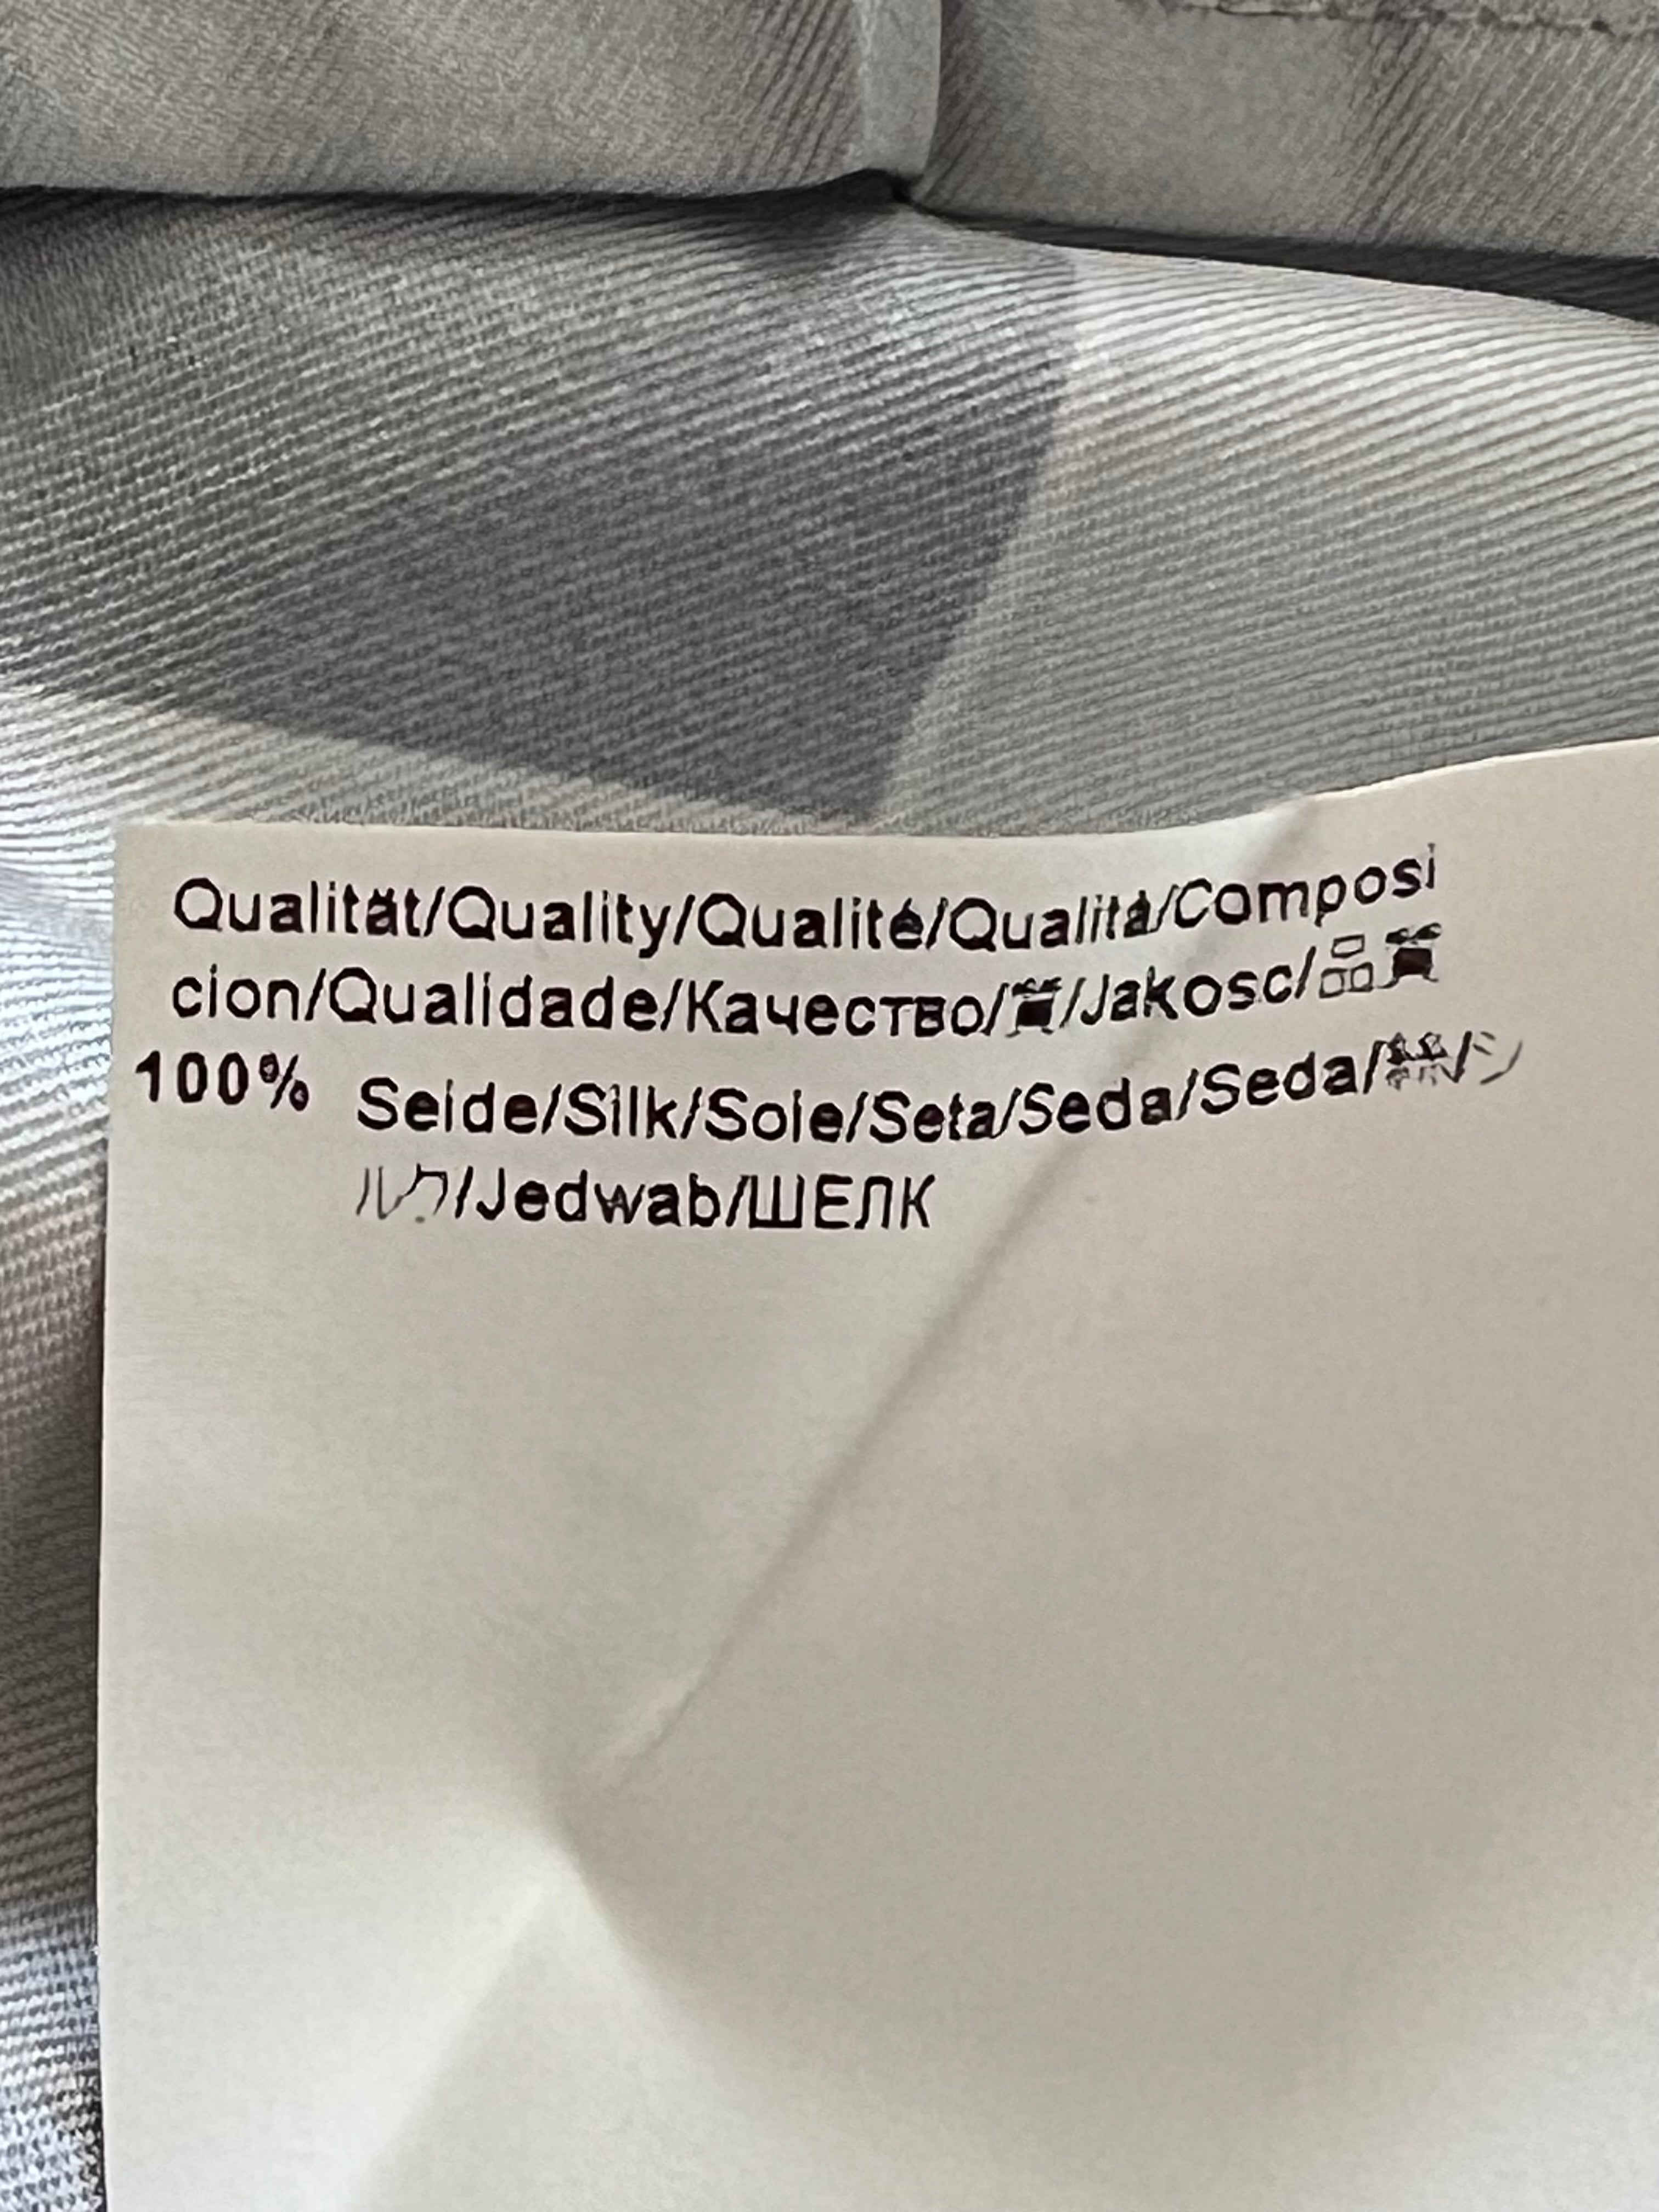 Qualität/Quality/Qualité/Qualità/Composi
cion/Qualidade/Качество/質/Jakosc/品質
100% Seide/Silk/Soie/Seta/Seda/Seda/絲/シ
ルク/Jedwab/ШЕЛК